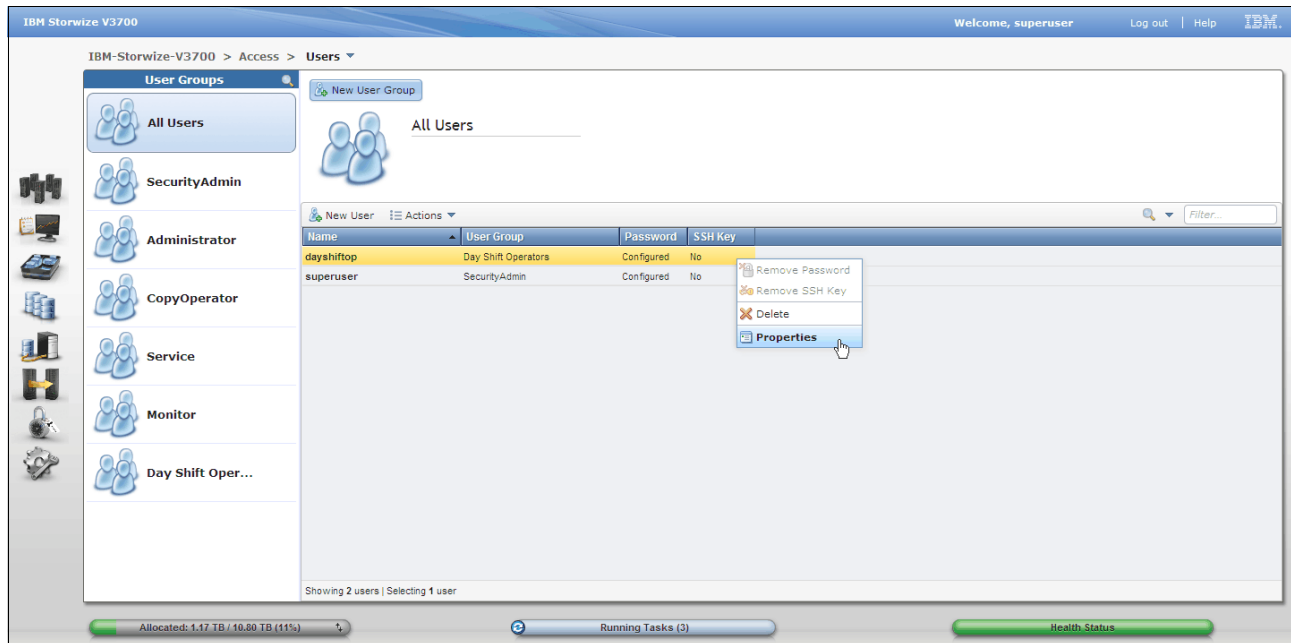 IBM Storwize V3700
Welcome, superuser
Log out | Help
IBM.
IBM-Storwize-V3700 > Access > Users
User Groups
All Users
SecurityAdmin
Administrator
CopyOperator
Service
Monitor
Day Shift Oper...
New User Group
All Users
New User Actions
Filter...
Name User Group Password SSH Key
dayshiftop Day Shift Operators Configured No
superuser SecurityAdmin Configured No
Remove Password
Remove SSH Key
Delete
Properties
Showing 2 users | Selecting 1 user
Allocated: 1.17 TB / 10.80 TB (11%)
Running Tasks (3)
Health Status